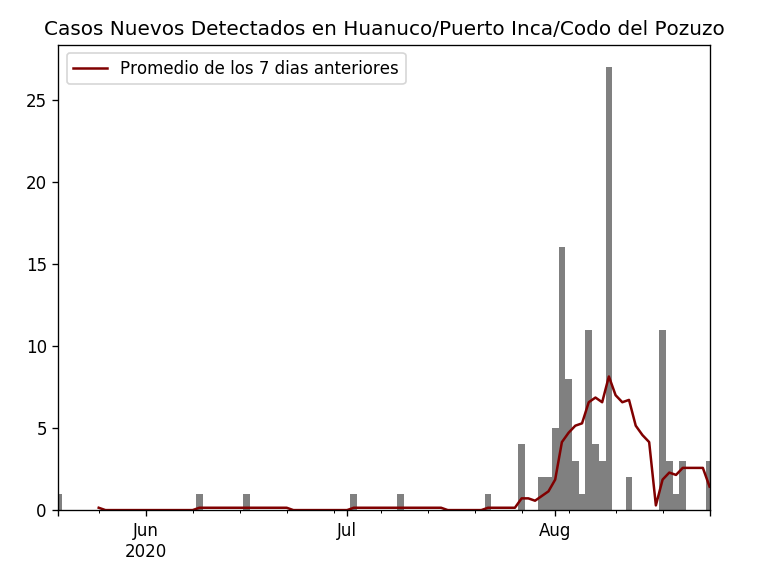 Casos Nuevos Detectados en Huanuco/Puerto Inca/Codo del Pozuzo
Promedio de los 7 dias anteriores
25
20
15
10
5
0
Jun
2020
Jul
Aug